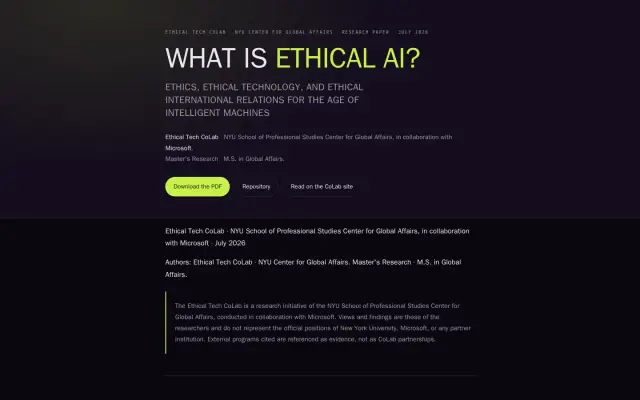 ETHICAL TECH COLAB · NYU CENTER FOR GLOBAL AFFAIRS · RESEARCH PAPER · JULY 2026
WHAT IS ETHICAL AI?
ETHICS, ETHICAL TECHNOLOGY, AND ETHICAL
INTERNATIONAL RELATIONS FOR THE AGE OF
INTELLIGENT MACHINES
Ethical Tech CoLab · NYU School of Professional Studies Center for Global Affairs, in collaboration with
Microsoft.
Master's Research · M.S. in Global Affairs.
Download the PDF
Repository
Read on the CoLab site
Ethical Tech CoLab · NYU School of Professional Studies Center for Global Affairs, in collaboration
with Microsoft · July 2026
Authors: Ethical Tech CoLab · NYU Center for Global Affairs. Master's Research · M.S. in Global
Affairs.
The Ethical Tech CoLab is a research initiative of the NYU School of Professional Studies Center for
Global Affairs, conducted in collaboration with Microsoft. Views and findings are those of the
researchers and do not represent the official positions of New York University, Microsoft, or any partner
institution. External programs cited are referenced as evidence, not as CoLab partnerships.